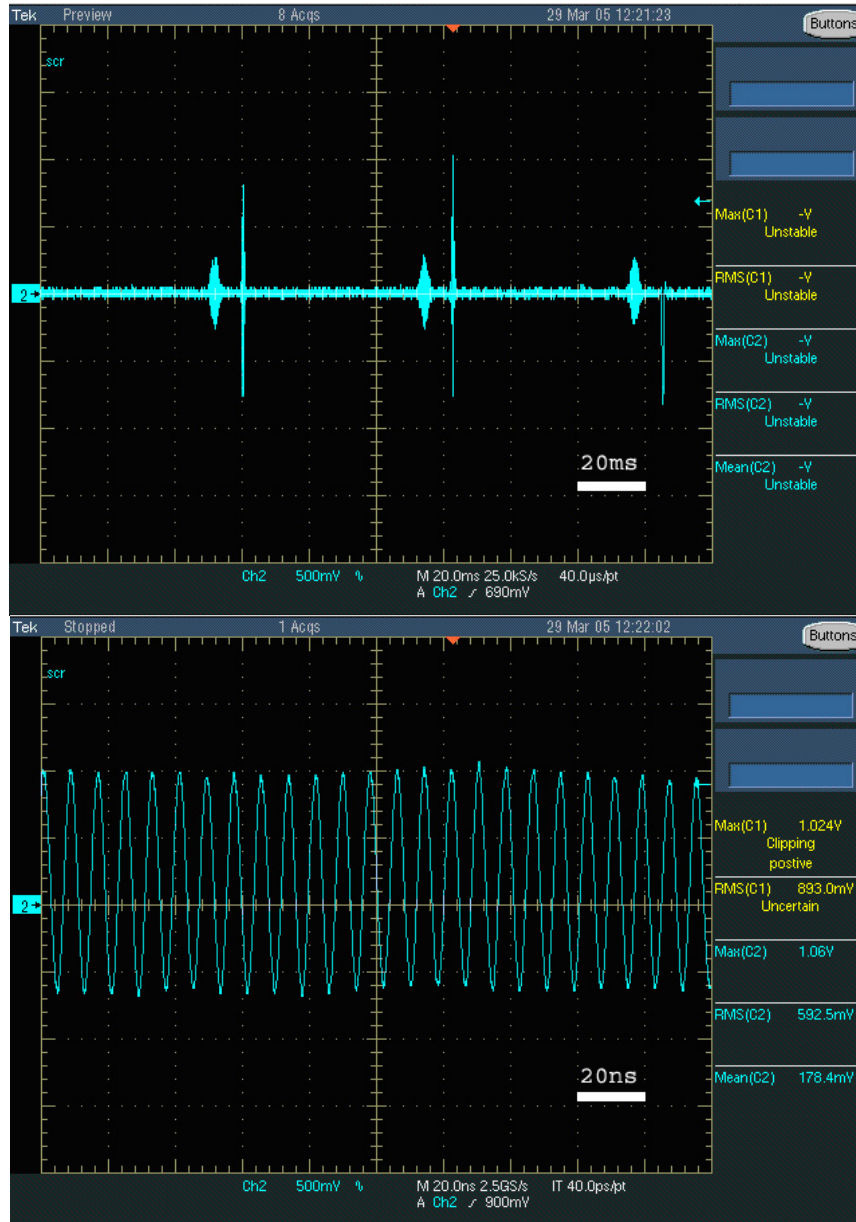 Tek Preview 8 Acqs 29 Mar 05 12:21:23
Buttons
scr
Max(C1) -V
Unstable
RMS(C1) -V
Unstable
2
Max(C2) -V
Unstable
RMS(C2) -V
Unstable
20ms
Mean(C2) -V
Unstable
Ch2 500mV M 20.0ms 25.0kS/s 40.0µs/pt
A Ch2 690mV
Tek Stopped 1 Acqs 29 Mar 05 12:22:02
Buttons
scr
Max(C1) 1.024V
Clipping
postive
RMS(C1) 893.0mV
Uncertain
2
Max(C2) 1.06V
RMS(C2) 592.5mV
20ns
Mean(C2) 178.4mV
Ch2 500mV M 20.0ns 2.5GS/s IT 40.0ps/pt
A Ch2 900mV